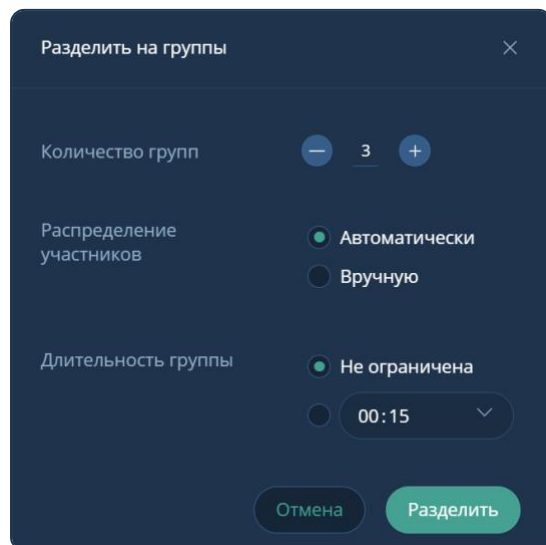 Разделить на группы
Количество групп
3
Распределение
участников
Автоматически
Вручную
Длительность группы
Не ограничена
00:15
Отмена
Разделить